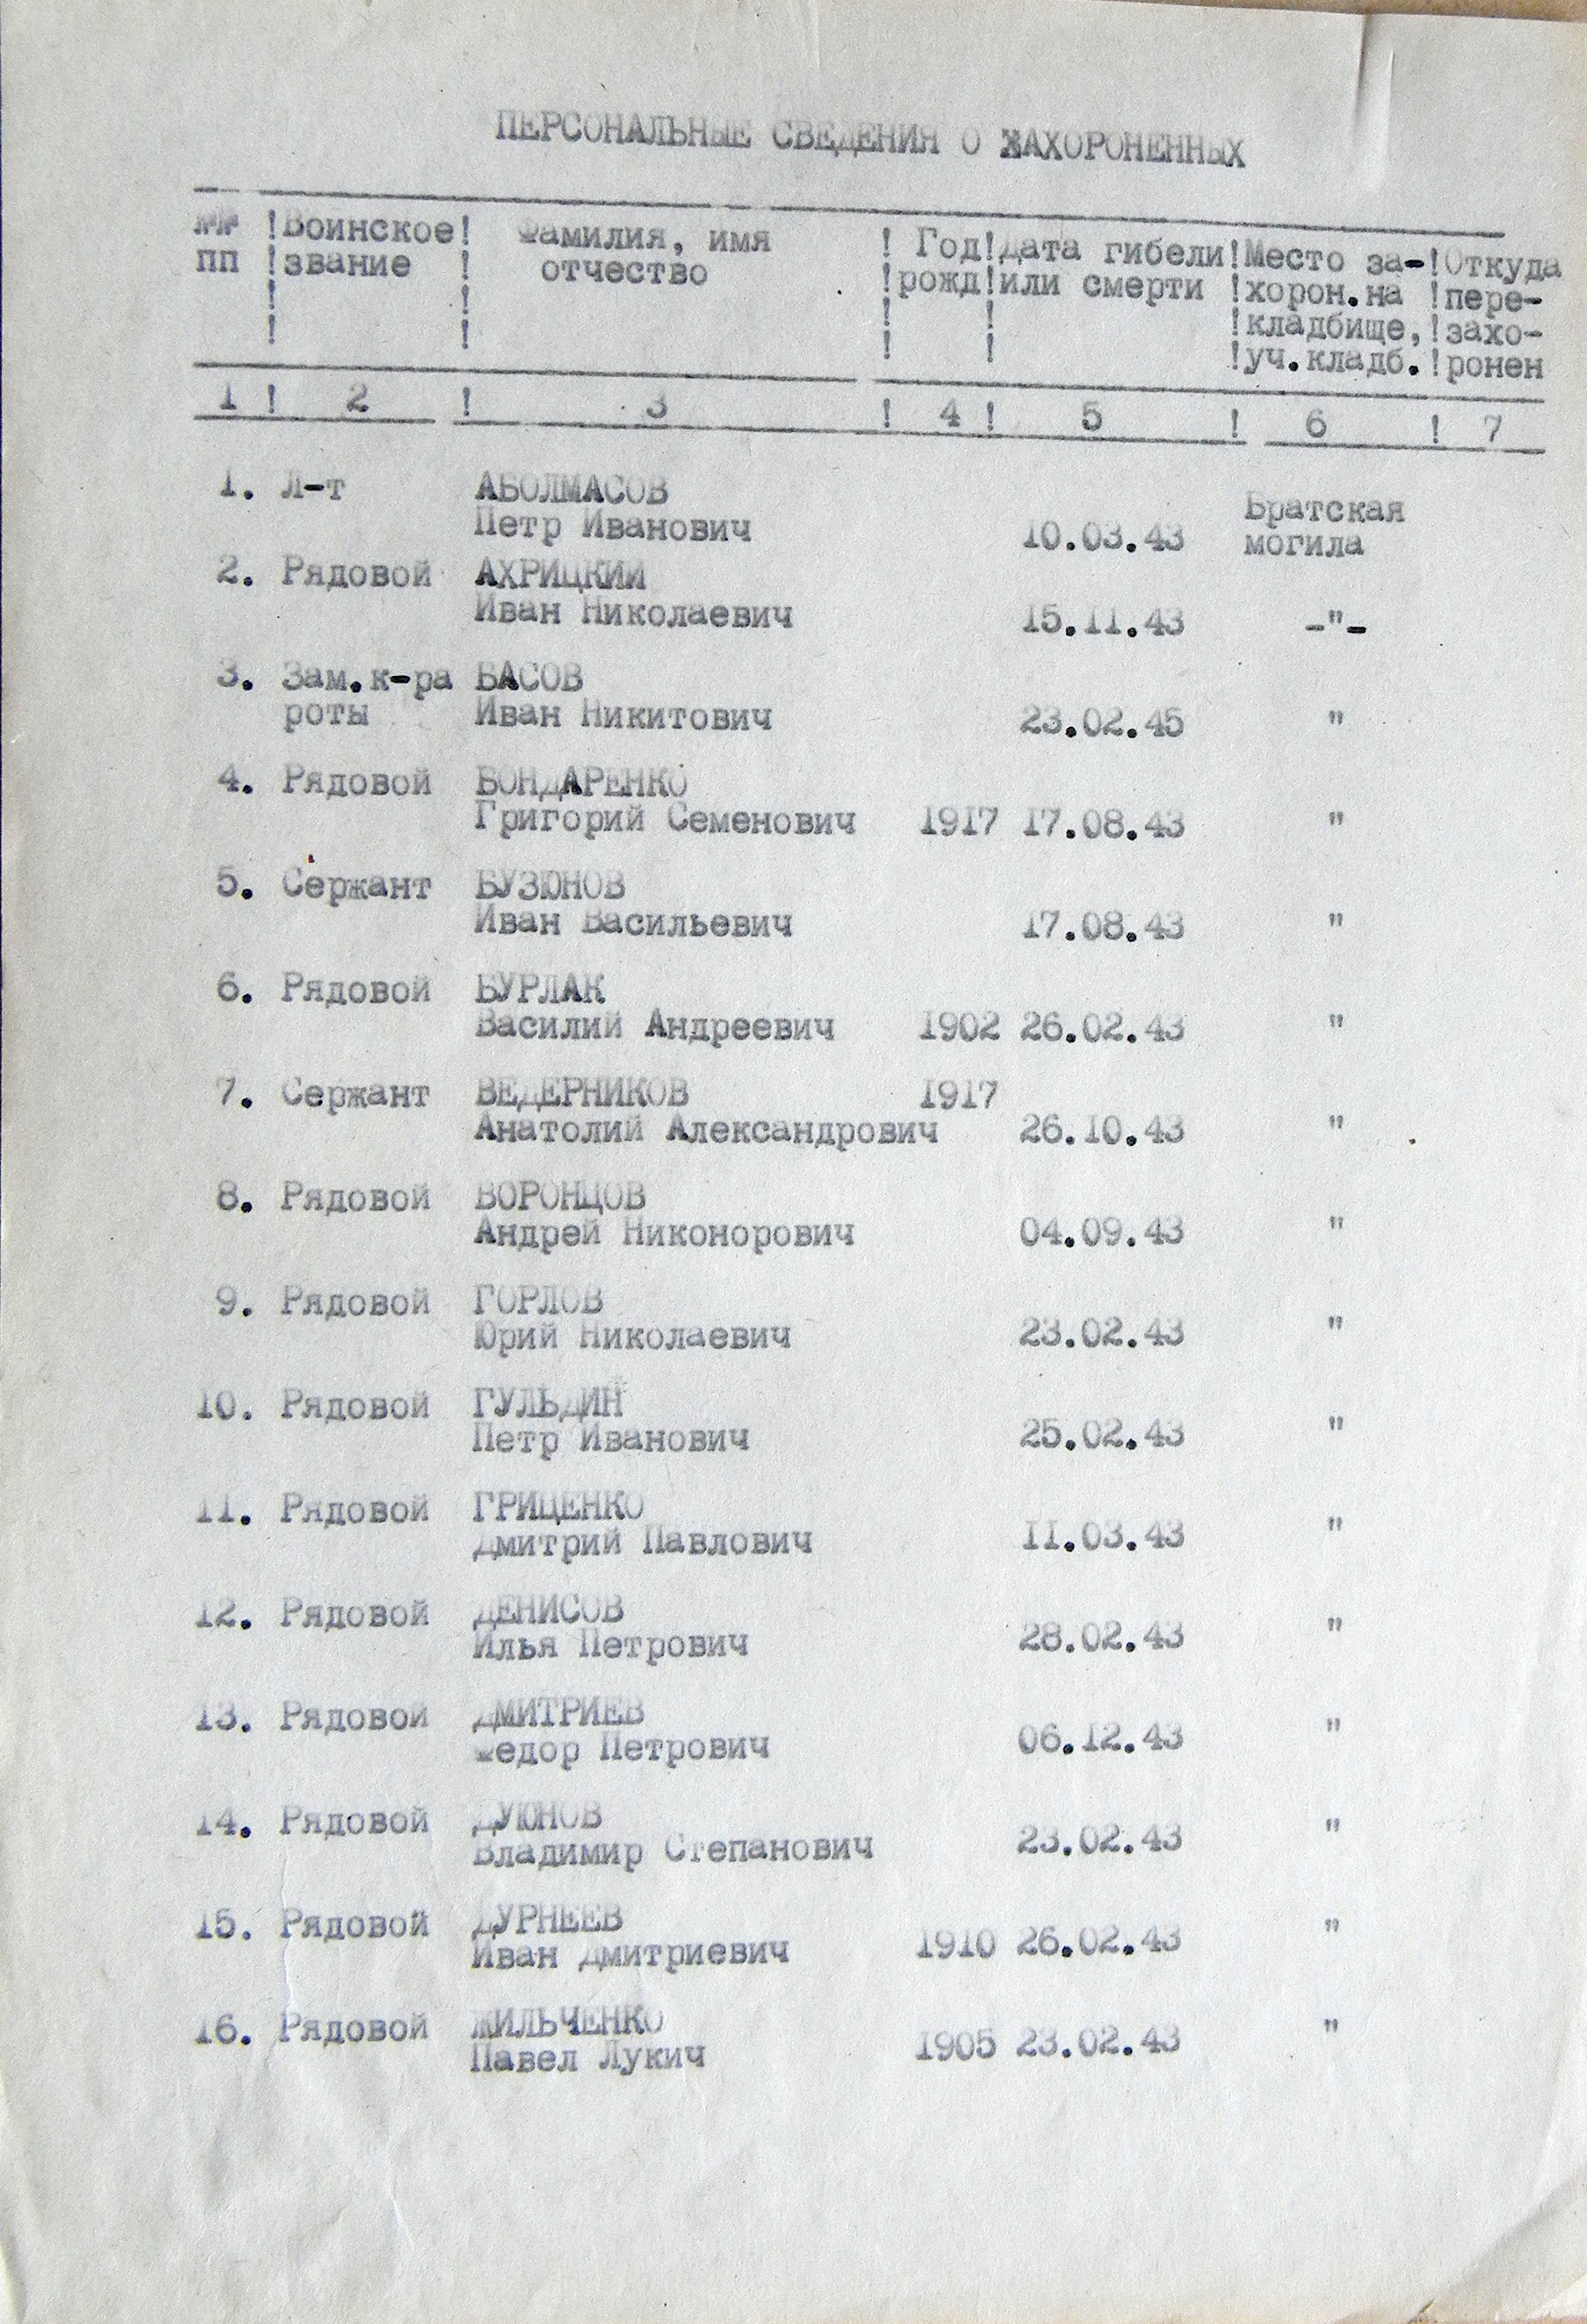 ПЕРСОНАЛЬНЫЕ СВЕДЕНИЯ О ЗАХОРОНЕННЫХ
№№ !Воинское! Фамилия, имя ! Год!Дата гибели!Место за-!Откуда
пп !звание ! отчество !рожд!или смерти !хорон.на !пере-
! ! ! ! !кладбище,!захо-
! ! ! ! !уч.кладб.!ронен
1 ! 2 ! 3 ! 4 ! 5 ! 6 ! 7
1. Л-т АБОЛМАСОВ Братская
Петр Иванович 10.03.43 могила
2. Рядовой АХРИЦКИЙ
Иван Николаевич 15.11.43 -"-
3. Зам.к-ра БАСОВ
роты Иван Никитович 23.02.45 "
4. Рядовой БОНДАРЕНКО
Григорий Семенович 1917 17.08.43 "
5. Сержант БУЗЮНОВ
Иван Васильевич 17.08.43 "
6. Рядовой БУРЛАК
Василий Андреевич 1902 26.02.43 "
7. Сержант ВЕДЕРНИКОВ 1917
Анатолий Александрович 26.10.43 "
8. Рядовой ВОРОНЦОВ
Андрей Никонорович 04.09.43 "
9. Рядовой ГОРЛОВ
Юрий Николаевич 23.02.43 "
10. Рядовой ГУЛЬДИН
Петр Иванович 25.02.43 "
11. Рядовой ГРИЦЕНКО
Дмитрий Павлович 11.03.43 "
12. Рядовой ДЕНИСОВ
Илья Петрович 28.02.43 "
13. Рядовой ДМИТРИЕВ
Федор Петрович 06.12.43 "
14. Рядовой ДУЮНОВ
Владимир Степанович 23.02.43 "
15. Рядовой ДУРНЕЕВ
Иван Дмитриевич 1910 26.02.43 "
16. Рядовой ЖИЛЬЧЕНКО
Павел Лукич 1905 23.02.43 "